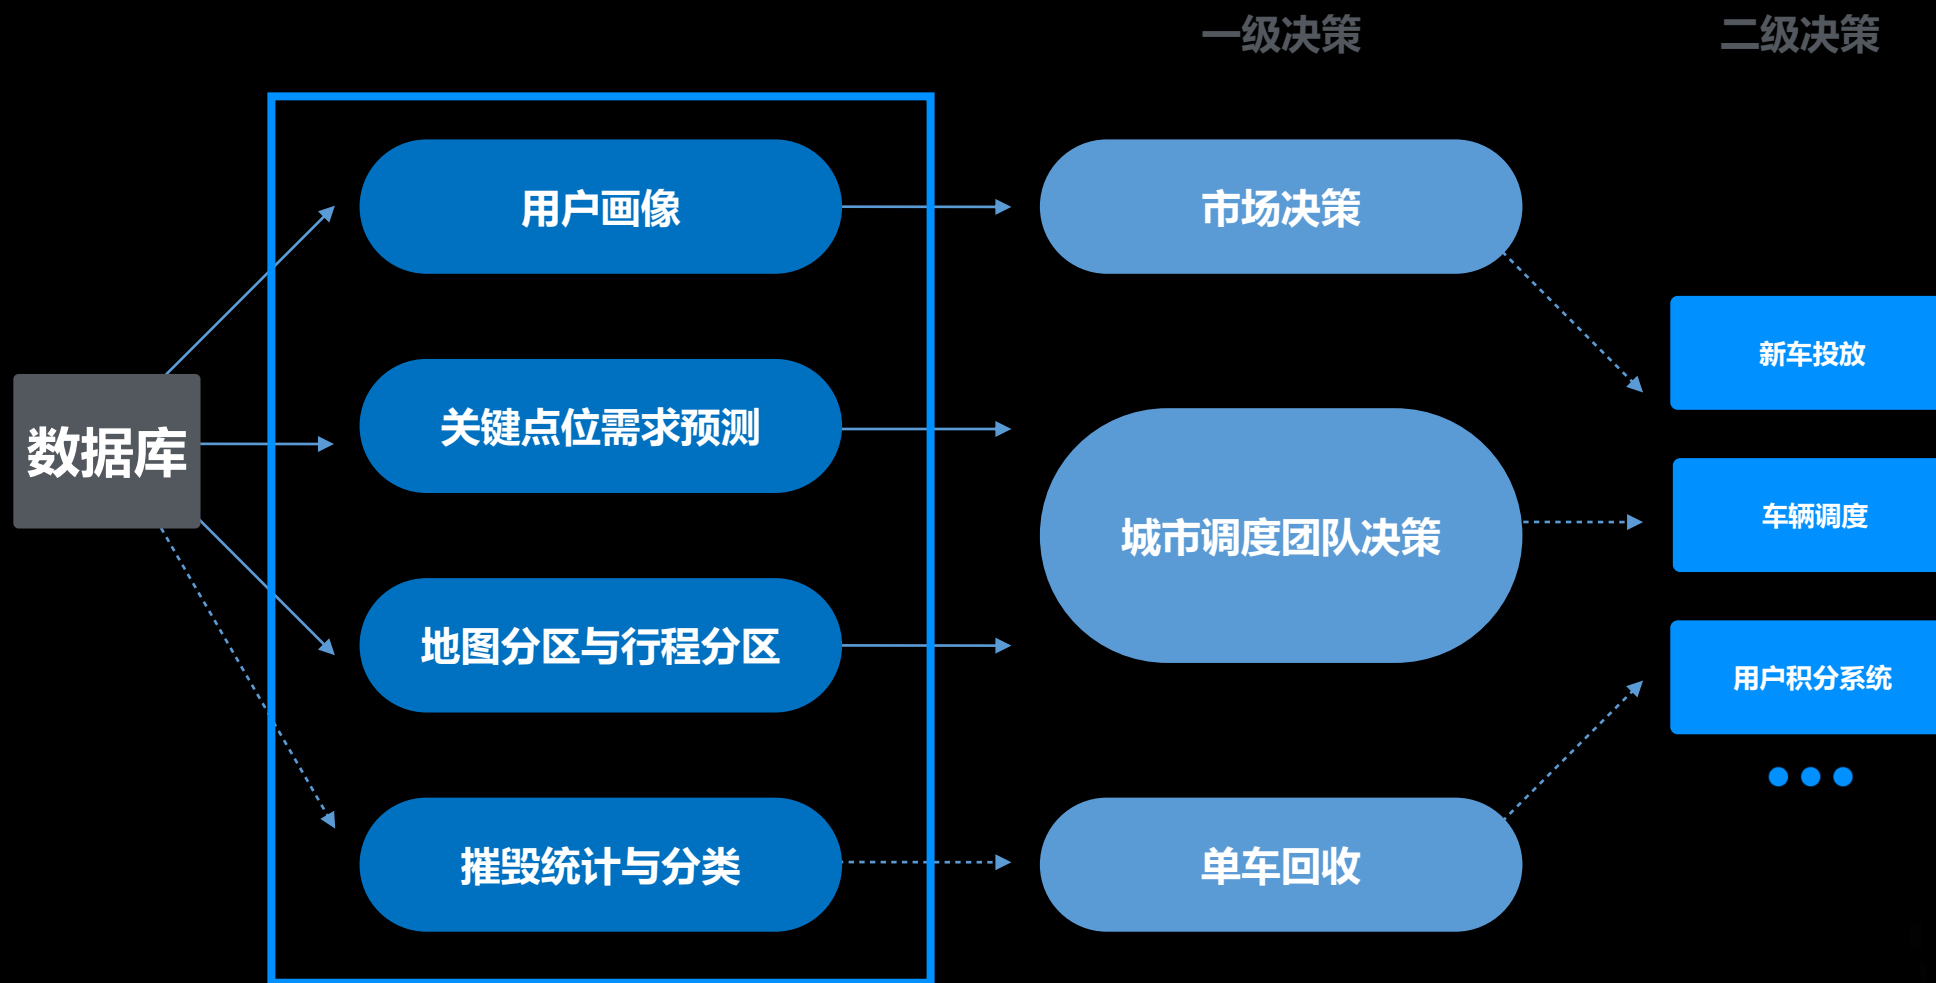 一级决策
二级决策
用户画像
市场决策
新车投放
数据库
关键点位需求预测
城市调度团队决策
车辆调度
地图分区与行程分区
用户积分系统
摧毁统计与分类
单车回收